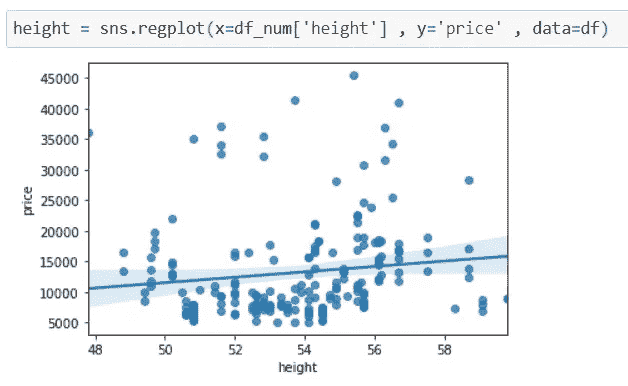 height = sns.regplot(x=df_num['height'] , y='price' , data=df)
45000
40000
35000
30000
25000
20000
15000
10000
5000
price
48 50 52 54 56 58
height